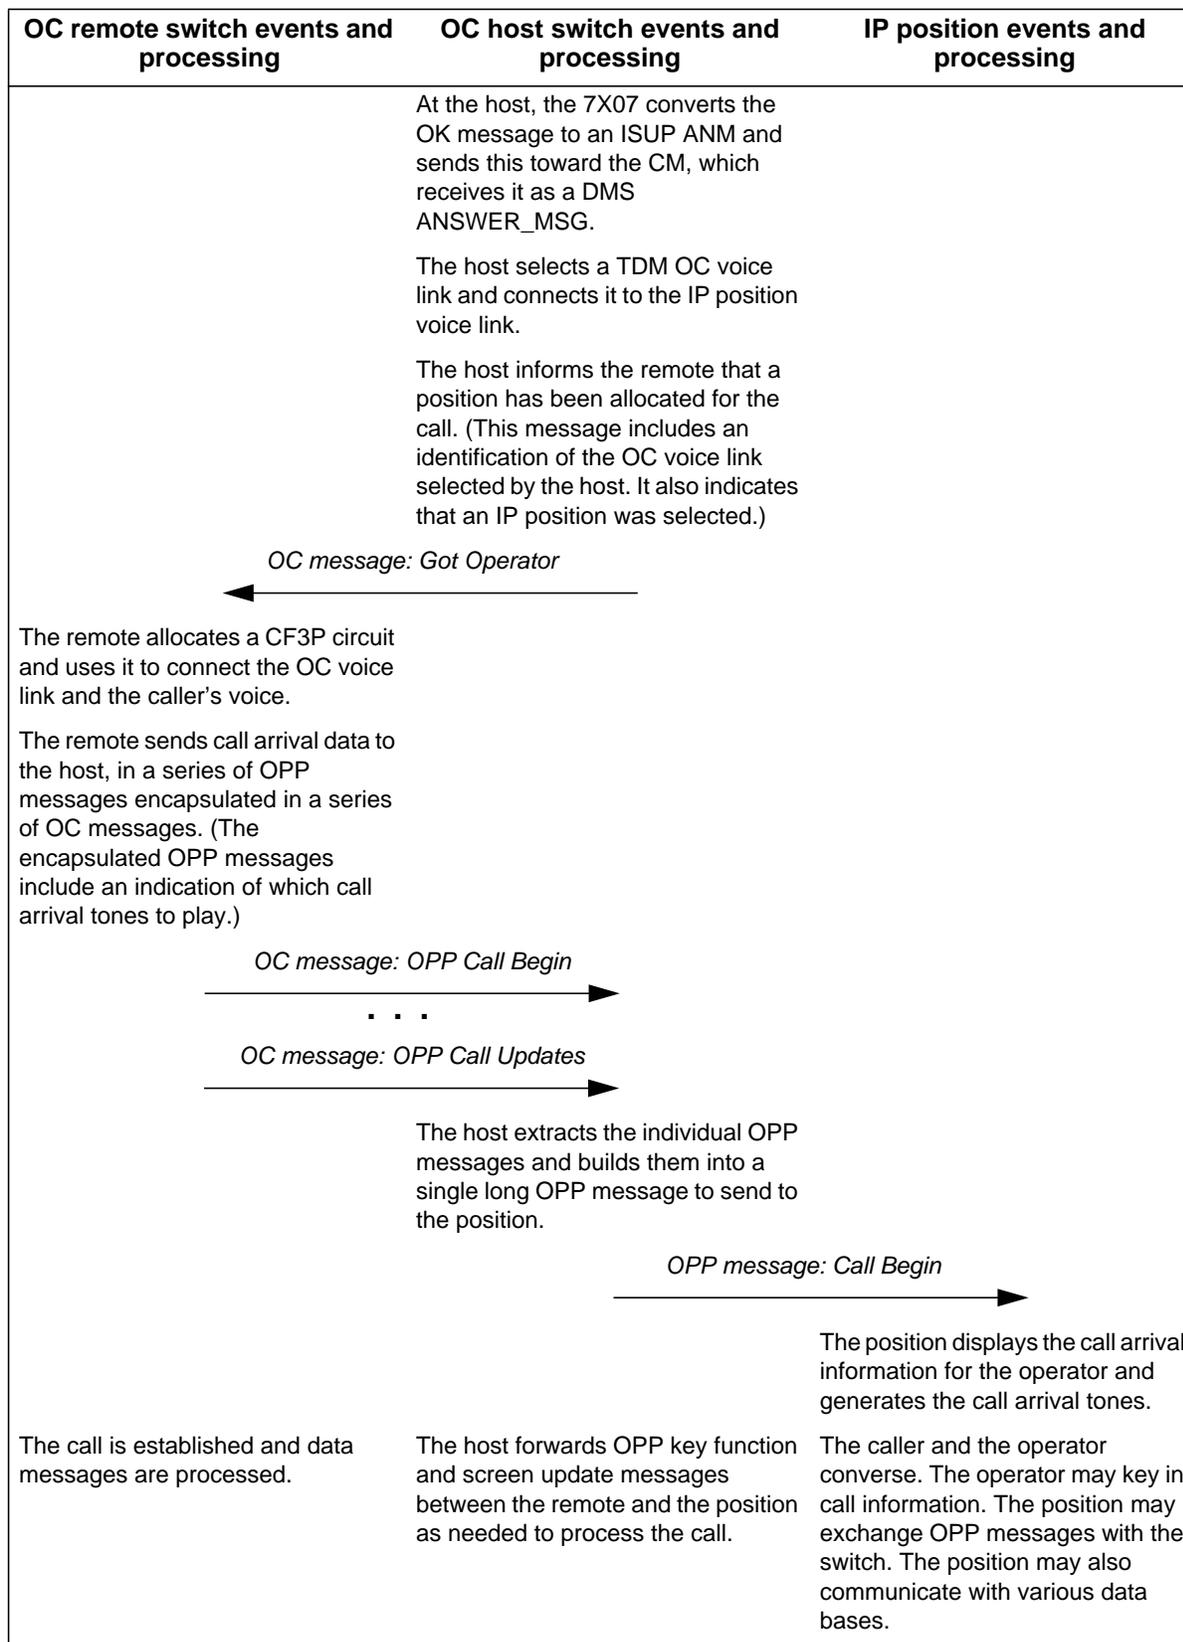 OC remote switch events and
processing
OC host switch events and
processing
IP position events and
processing
At the host, the 7X07 converts the
OK message to an ISUP ANM and
sends this toward the CM, which
receives it as a DMS
ANSWER_MSG.
The host selects a TDM OC voice
link and connects it to the IP position
voice link.
The host informs the remote that a
position has been allocated for the
call. (This message includes an
identification of the OC voice link
selected by the host. It also indicates
that an IP position was selected.)
OC message: Got Operator
The remote allocates a CF3P circuit
and uses it to connect the OC voice
link and the caller's voice.
The remote sends call arrival data to
the host, in a series of OPP
messages encapsulated in a series
of OC messages. (The
encapsulated OPP messages
include an indication of which call
arrival tones to play.)
OC message: OPP Call Begin
. . .
OC message: OPP Call Updates
The host extracts the individual OPP
messages and builds them into a
single long OPP message to send to
the position.
OPP message: Call Begin
The position displays the call arrival
information for the operator and
generates the call arrival tones.
The call is established and data
messages are processed.
The host forwards OPP key function
and screen update messages
between the remote and the position
as needed to process the call.
The caller and the operator
converse. The operator may key in
call information. The position may
exchange OPP messages with the
switch. The position may also
communicate with various data
bases.